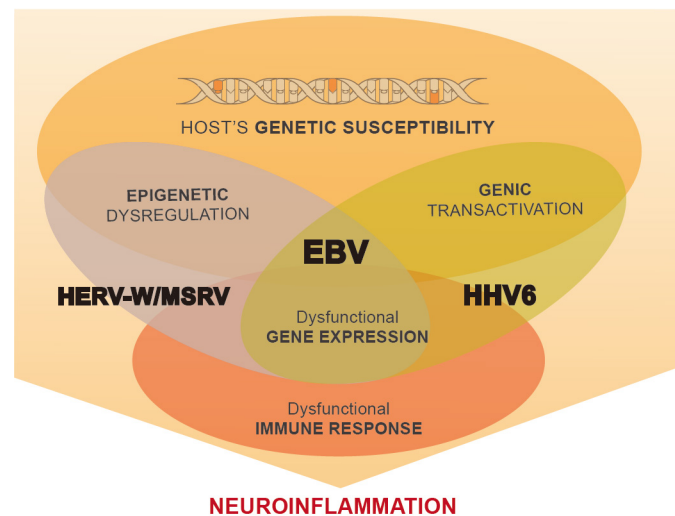 HOST'S GENETIC SUSCEPTIBILITY
EPIGENETIC
DYSREGULATION
GENIC
TRANSACTIVATION
EBV
HERV-W/MSRV
HHV6
Dysfunctional
GENE EXPRESSION
Dysfunctional
IMMUNE RESPONSE
NEUROINFLAMMATION